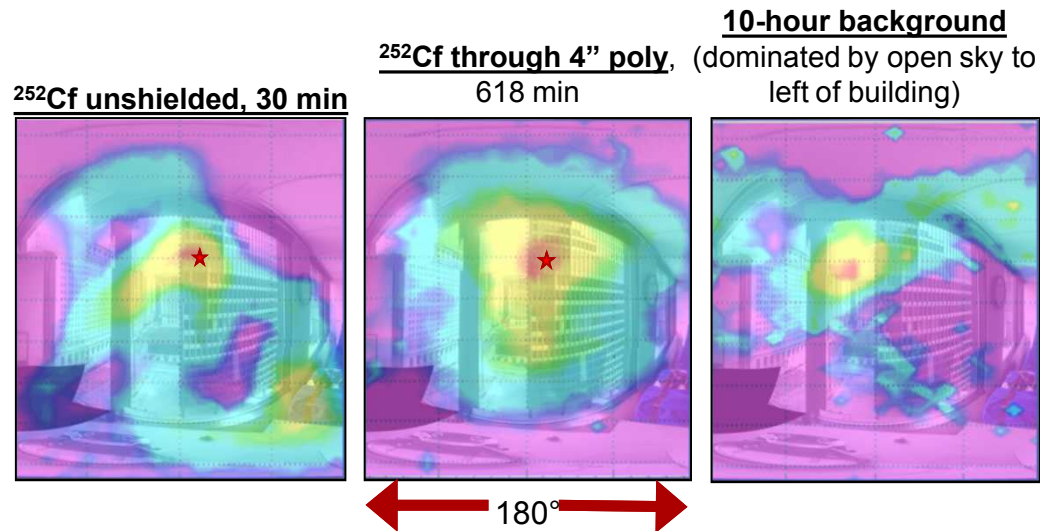 ²⁵²Cf unshielded, 30 min
²⁵²Cf through 4” poly,
618 min
10-hour background
(dominated by open sky to
left of building)
180°